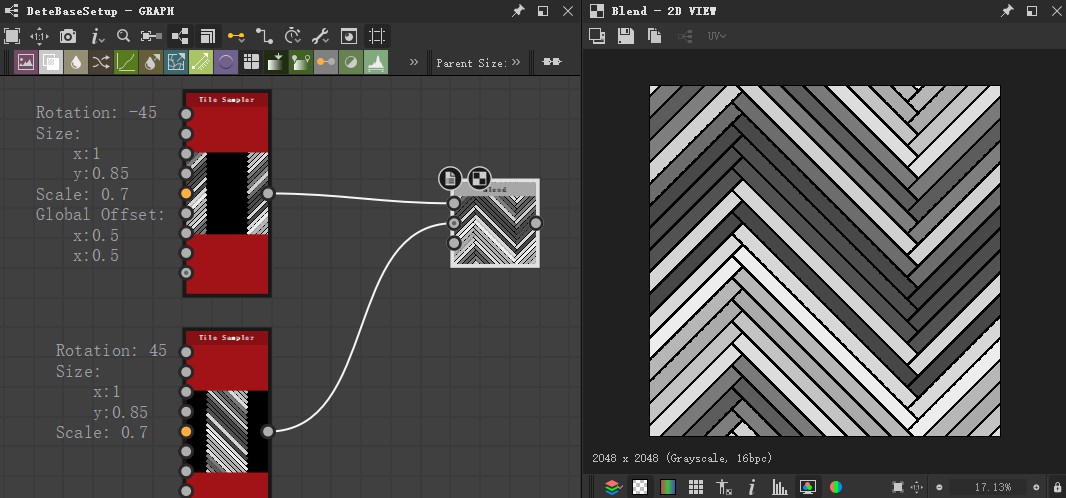 DeteBaseSetup - GRAPH
Parent Size:
Tile Sampler
Rotation: -45
Size:
x:1
y:0.85
Scale: 0.7
Global Offset:
x:0.5
x:0.5
Blend
Tile Sampler
Rotation: 45
Size:
x:1
y:0.85
Scale: 0.7
Blend - 2D VIEW
UV
2048 x 2048 (Grayscale, 16bpc)
17.13%